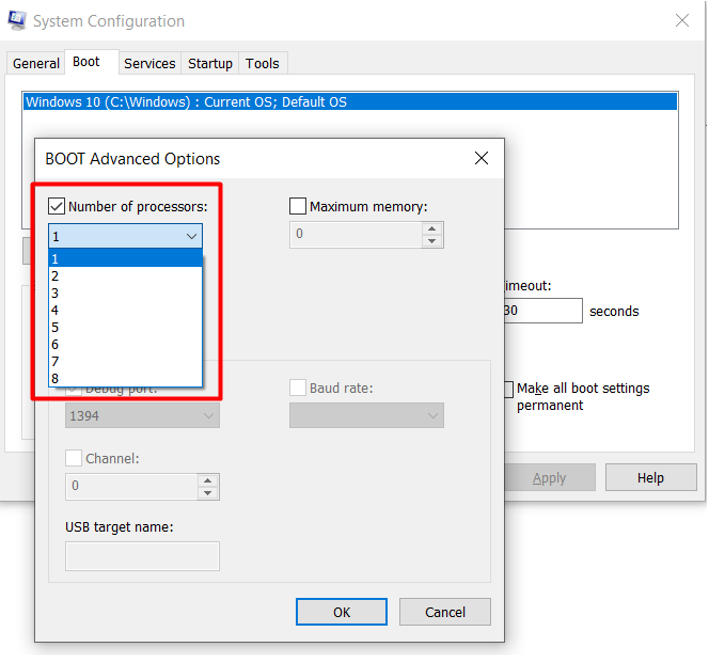 System Configuration
General Boot Services Startup Tools
Windows 10 (C:\Windows) : Current OS; Default OS
BOOT Advanced Options
Number of processors:
Maximum memory:
1
0
1
2
3
4
5
6
7
8
imeout:
30 seconds
Debug port:
Baud rate:
Make all boot settings
permanent
1394
Channel:
0
Apply Help
USB target name:
OK Cancel